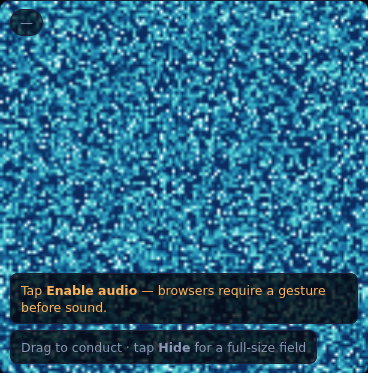 Tap Enable audio — browsers require a gesture
before sound.
Drag to conduct · tap Hide for a full-size field